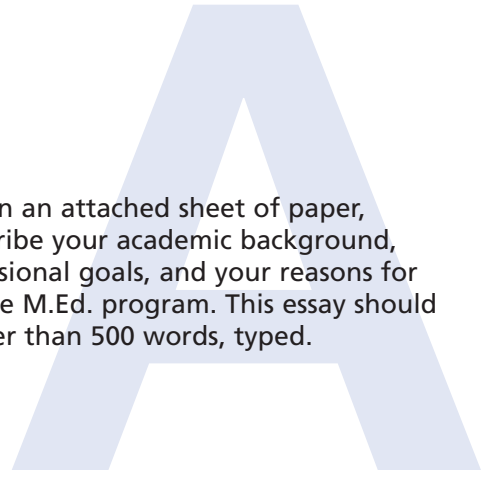 n an attached sheet of paper,
ribe your academic background,
sional goals, and your reasons for
e M.Ed. program. This essay should
er than 500 words, typed.
A